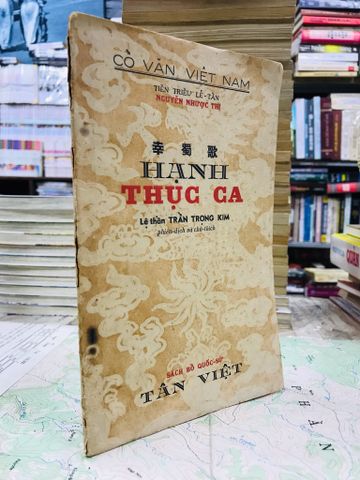 CỔ VĂN VIỆT NAM
TIỀN TRIỀU LỄ-TÂN
NGUYỄN NHƯỢC THỊ
幸蜀歌
HẠNH
THỤC CA
Lệ thần TRẦN TRỌNG KIM
phiên-dịch và chú-thích
SÁCH BỘ QUỐC-SỬ
TÂN VIỆT
P H Ầ N